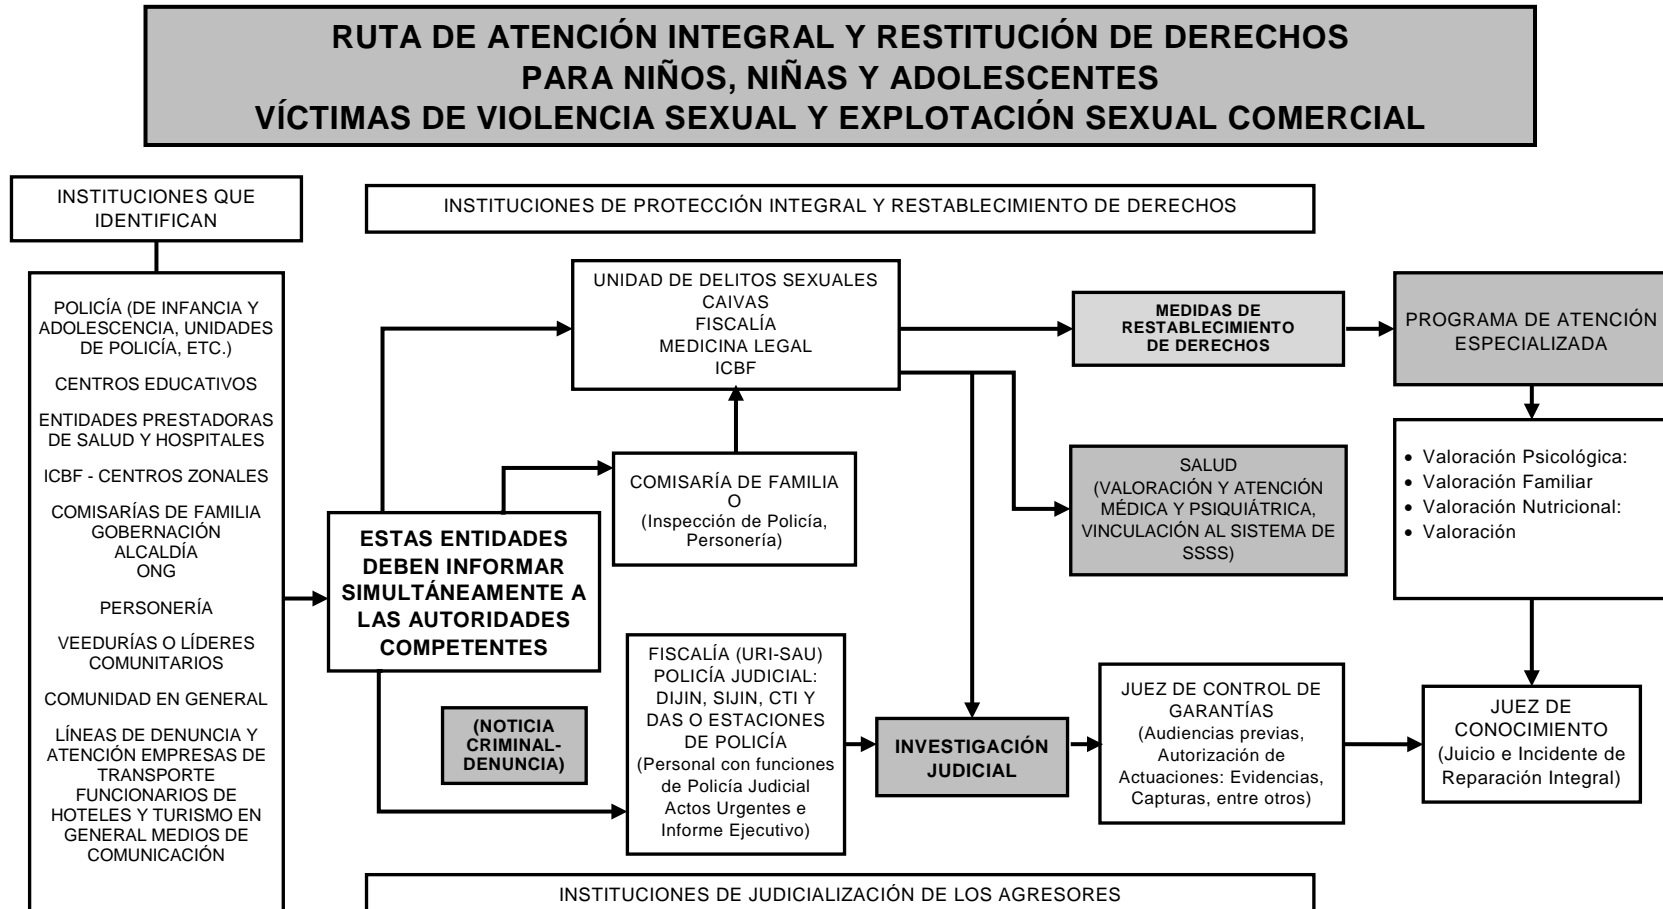 RUTA DE ATENCIÓN INTEGRAL Y RESTITUCIÓN DE DERECHOS
PARA NIÑOS, NIÑAS Y ADOLESCENTES
VÍCTIMAS DE VIOLENCIA SEXUAL Y EXPLOTACIÓN SEXUAL COMERCIAL
INSTITUCIONES QUE
IDENTIFICAN
INSTITUCIONES DE PROTECCIÓN INTEGRAL Y RESTABLECIMIENTO DE DERECHOS
POLICÍA (DE INFANCIA Y
ADOLESCENCIA, UNIDADES
DE POLICÍA, ETC.)
CENTROS EDUCATIVOS
ENTIDADES PRESTADORAS
DE SALUD Y HOSPITALES
ICBF - CENTROS ZONALES
COMISARÍAS DE FAMILIA
GOBERNACIÓN
ALCALDÍA
ONG
PERSONERÍA
VEEDURÍAS O LÍDERES
COMUNITARIOS
COMUNIDAD EN GENERAL
LÍNEAS DE DENUNCIA Y
ATENCIÓN EMPRESAS DE
TRANSPORTE
FUNCIONARIOS DE
HOTELES Y TURISMO EN
GENERAL MEDIOS DE
COMUNICACIÓN
ESTAS ENTIDADES
DEBEN INFORMAR
SIMULTÁNEAMENTE A
LAS AUTORIDADES
COMPETENTES
UNIDAD DE DELITOS SEXUALES
CAIVAS
FISCALÍA
MEDICINA LEGAL
ICBF
COMISARÍA DE FAMILIA
O
(Inspección de Policía,
Personería)
MEDIDAS DE
RESTABLECIMIENTO
DE DERECHOS
PROGRAMA DE ATENCIÓN
ESPECIALIZADA
SALUD
(VALORACIÓN Y ATENCIÓN
MÉDICA Y PSIQUIÁTRICA,
VINCULACIÓN AL SISTEMA DE
SSSS)
• Valoración Psicológica:
• Valoración Familiar
• Valoración Nutricional:
• Valoración
(NOTICIA
CRIMINAL-
DENUNCIA)
FISCALÍA (URI-SAU)
POLICÍA JUDICIAL:
DIJIN, SIJIN, CTI Y
DAS O ESTACIONES
DE POLICÍA
(Personal con funciones
de Policía Judicial
Actos Urgentes e
Informe Ejecutivo)
INVESTIGACIÓN
JUDICIAL
JUEZ DE CONTROL DE
GARANTÍAS
(Audiencias previas,
Autorización de
Actuaciones: Evidencias,
Capturas, entre otros)
JUEZ DE
CONOCIMIENTO
(Juicio e Incidente de
Reparación Integral)
INSTITUCIONES DE JUDICIALIZACIÓN DE LOS AGRESORES